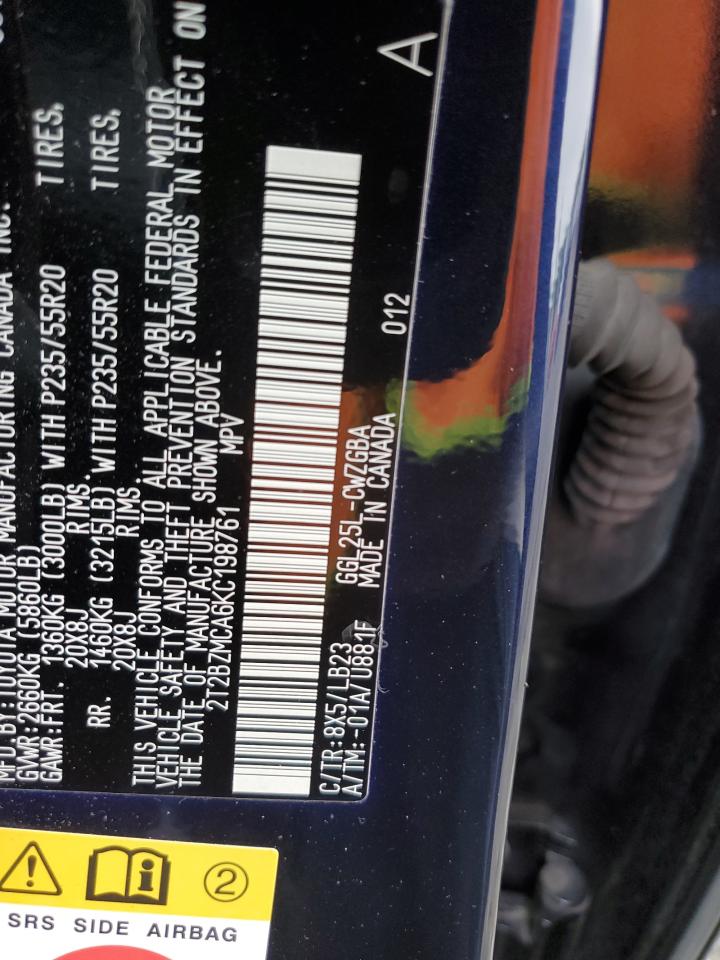 MFD.BY:TOYOTA MOTOR MANUFACTURING CANADA INC.
GVWR:2660KG (5860LB)
GAWR:FRT. 1360KG (3000LB) WITH P235/55R20 TIRES,
20X8J RIMS.
RR. 1460KG (3215LB) WITH P235/55R20 TIRES,
20X8J RIMS.
THIS VEHICLE CONFORMS TO ALL APPLICABLE FEDERAL MOTOR
VEHICLE SAFETY AND THEFT PREVENTION STANDARDS IN EFFECT ON
THE DATE OF MANUFACTURE SHOWN ABOVE.
2T2BZMCA6KC198761 MPV
C/TR:8X5/LB23 GGL25L-CWZGBA
A/TM:-01A/U881F MADE IN CANADA 012 A
2
SRS SIDE AIRBAG